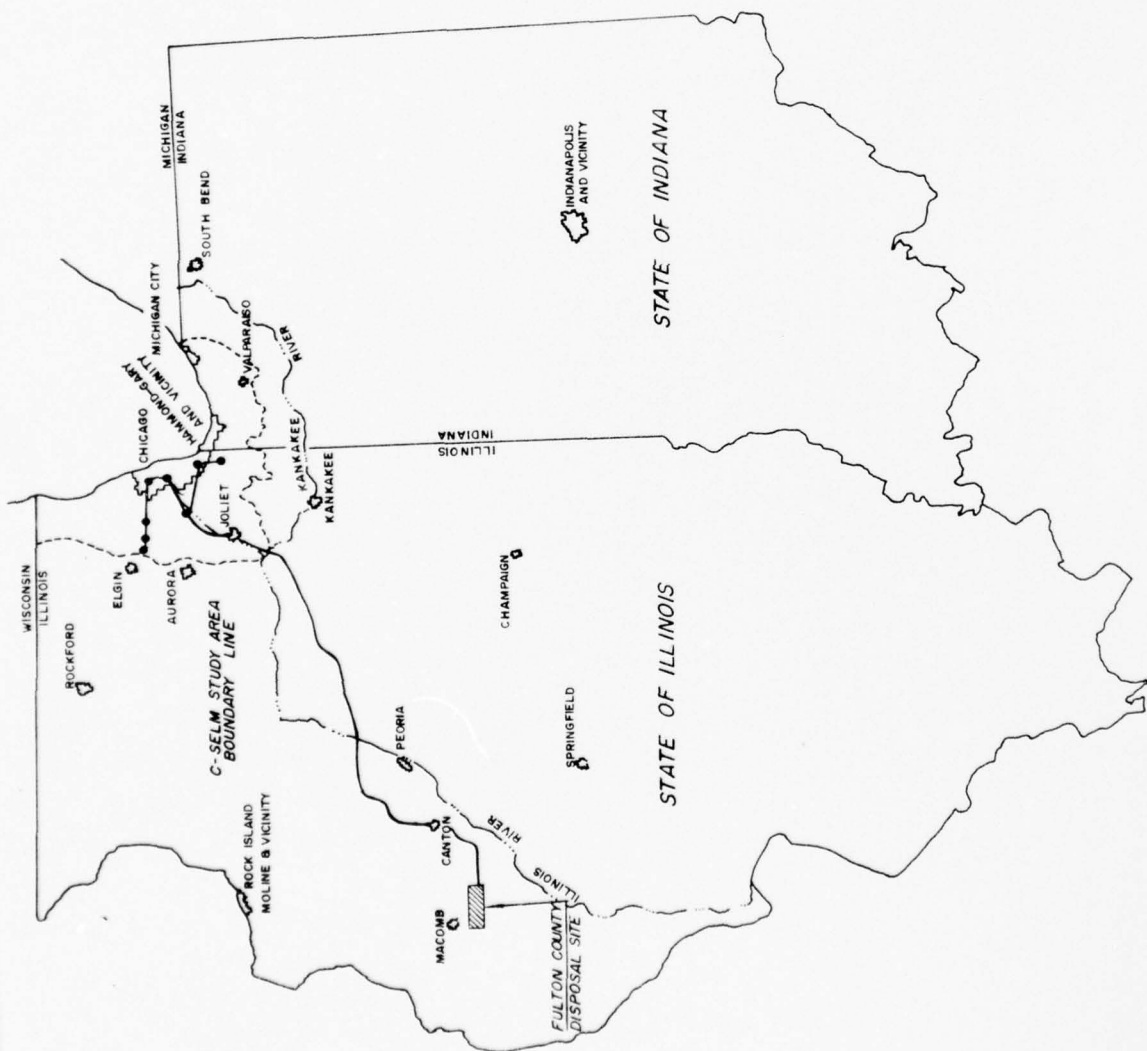 WISCONSIN
ILLINOIS
ROCKFORD
ELGIN
AURORA
CHICAGO
HAMMOND GARY
AND VICINITY
MICHIGAN CITY
MICHIGAN
INDIANA
SOUTH BEND
VALPARAISO
RIVER
KANKAKEE
KANKAKEE
JOLIET
C-SELM STUDY AREA
BOUNDARY LINE
ROCK ISLAND
MOLINE & VICINITY
PEORIA
CANTON
MACOMB
ILLINOIS
RIVER
FULTON COUNTY
DISPOSAL SITE
SPRINGFIELD
CHAMPAIGN
STATE OF ILLINOIS
ILLINOIS
INDIANA
INDIANAPOLIS
AND VICINITY
STATE OF INDIANA